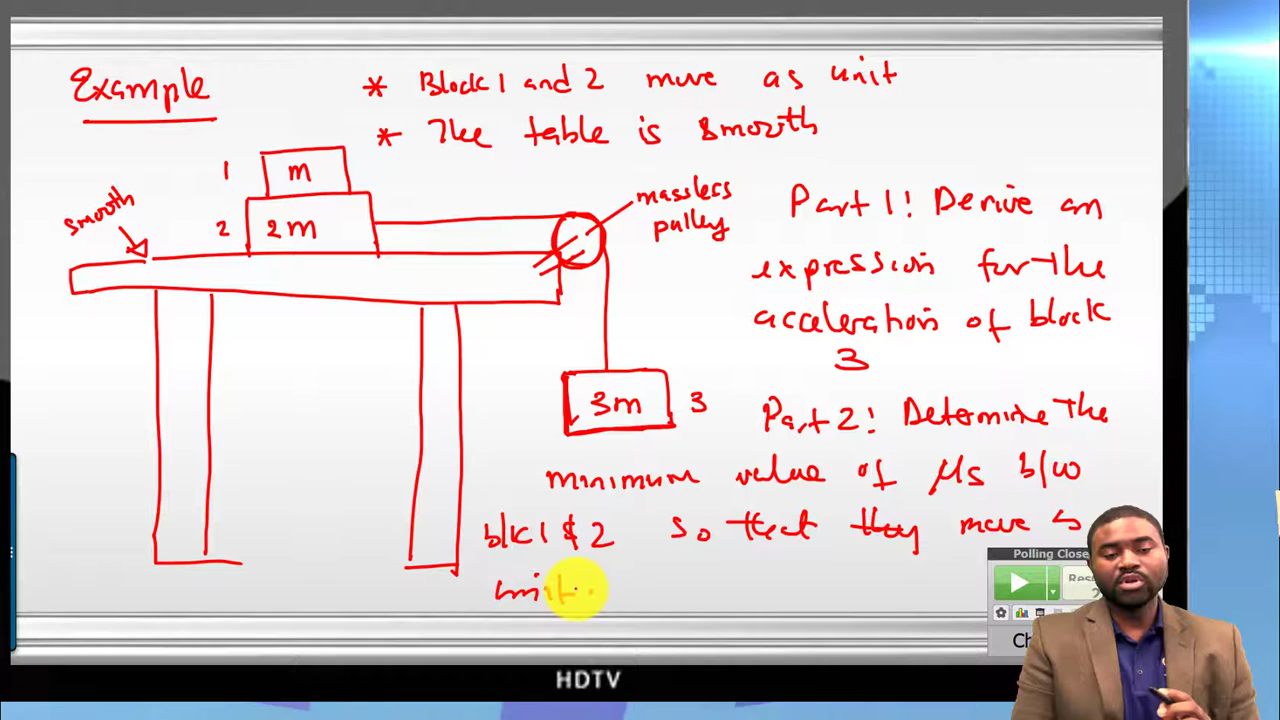 Example
* Block 1 and 2 move as unit
* The table is smooth
1
m
smooth
2
2m
massless
pulley
Part 1: Derive an
expression for the
acceleration of block
3
3m
3
Part 2: Determine the
minimum value of μs b/w
blk 1 & 2 so that they move as
unit.
Polling Close
HDTV